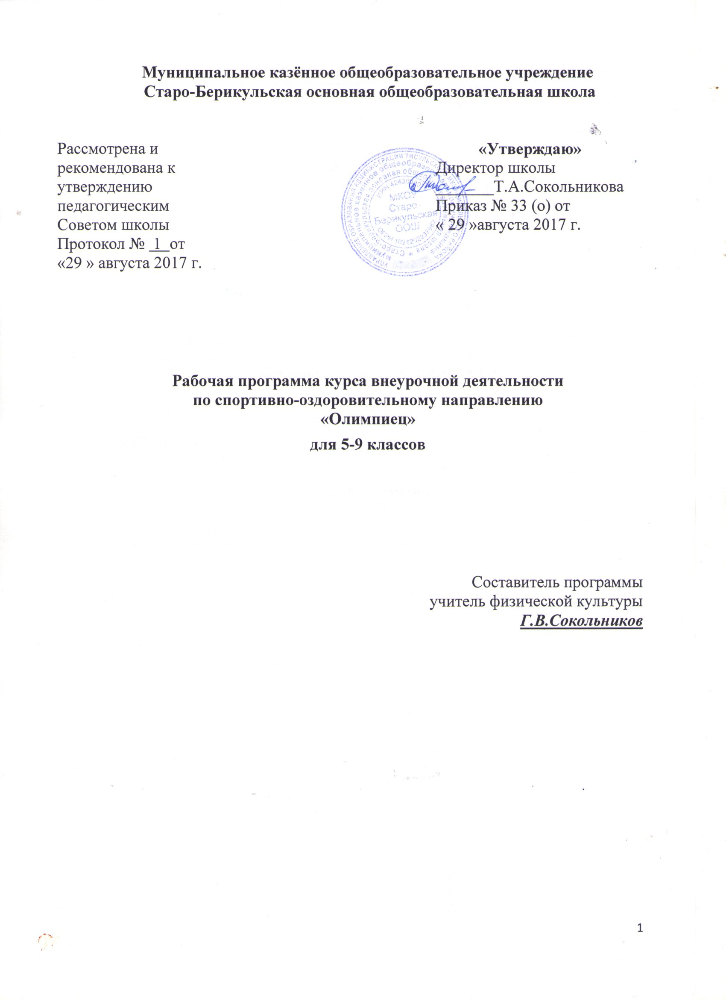 Муниципальное казённое общеобразовательное учреждение
Старо-Берикульская основная общеобразовательная школа
Рассмотрена и
рекомендована к
утверждению
педагогическим
Советом школы
Протокол № 1 от
«29 » августа 2017 г.
«Утверждаю»
Директор школы
_______Т.А.Сокольникова
Приказ № 33 (о) от
« 29 »августа 2017 г.
МКОУ
Старо-
Берикульская
ООШ
Рабочая программа курса внеурочной деятельности
по спортивно-оздоровительному направлению
«Олимпиец»
для 5-9 классов
Составитель программы
учитель физической культуры
Г.В.Сокольников
1